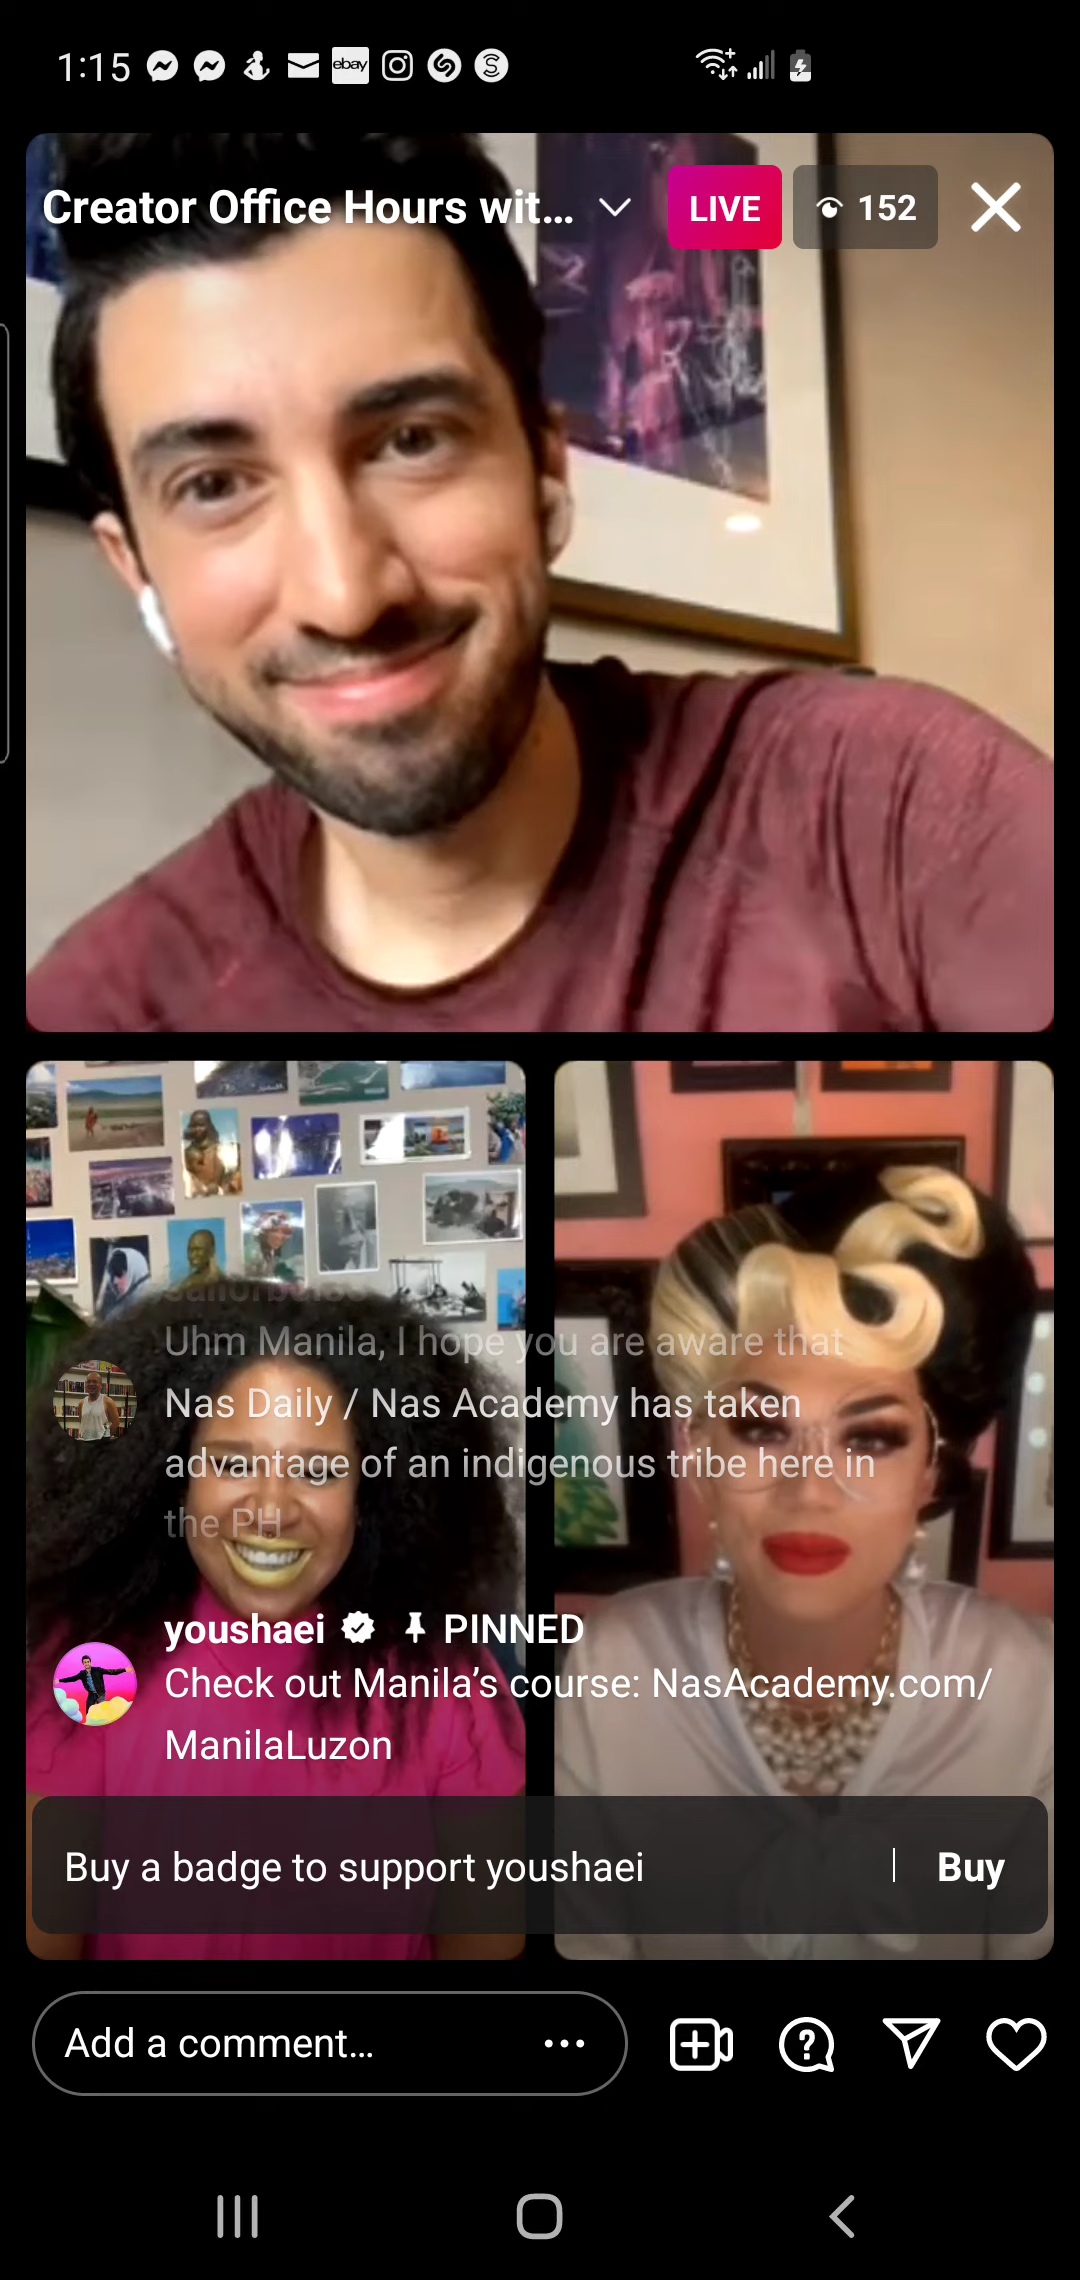 1:15
ebay
Creator Office Hours wit...
LIVE
152
Uhm Manila, I hope you are aware that
Nas Daily / Nas Academy has taken
advantage of an indigenous tribe here in
the PH
youshaei PINNED
Check out Manila’s course: NasAcademy.com/
ManilaLuzon
Buy a badge to support youshaei | Buy
Add a comment...